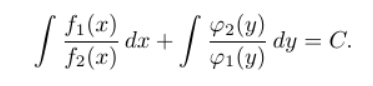 ∫ f₁(x)/f₂(x) dx + ∫ φ₂(y)/φ₁(y) dy = C.